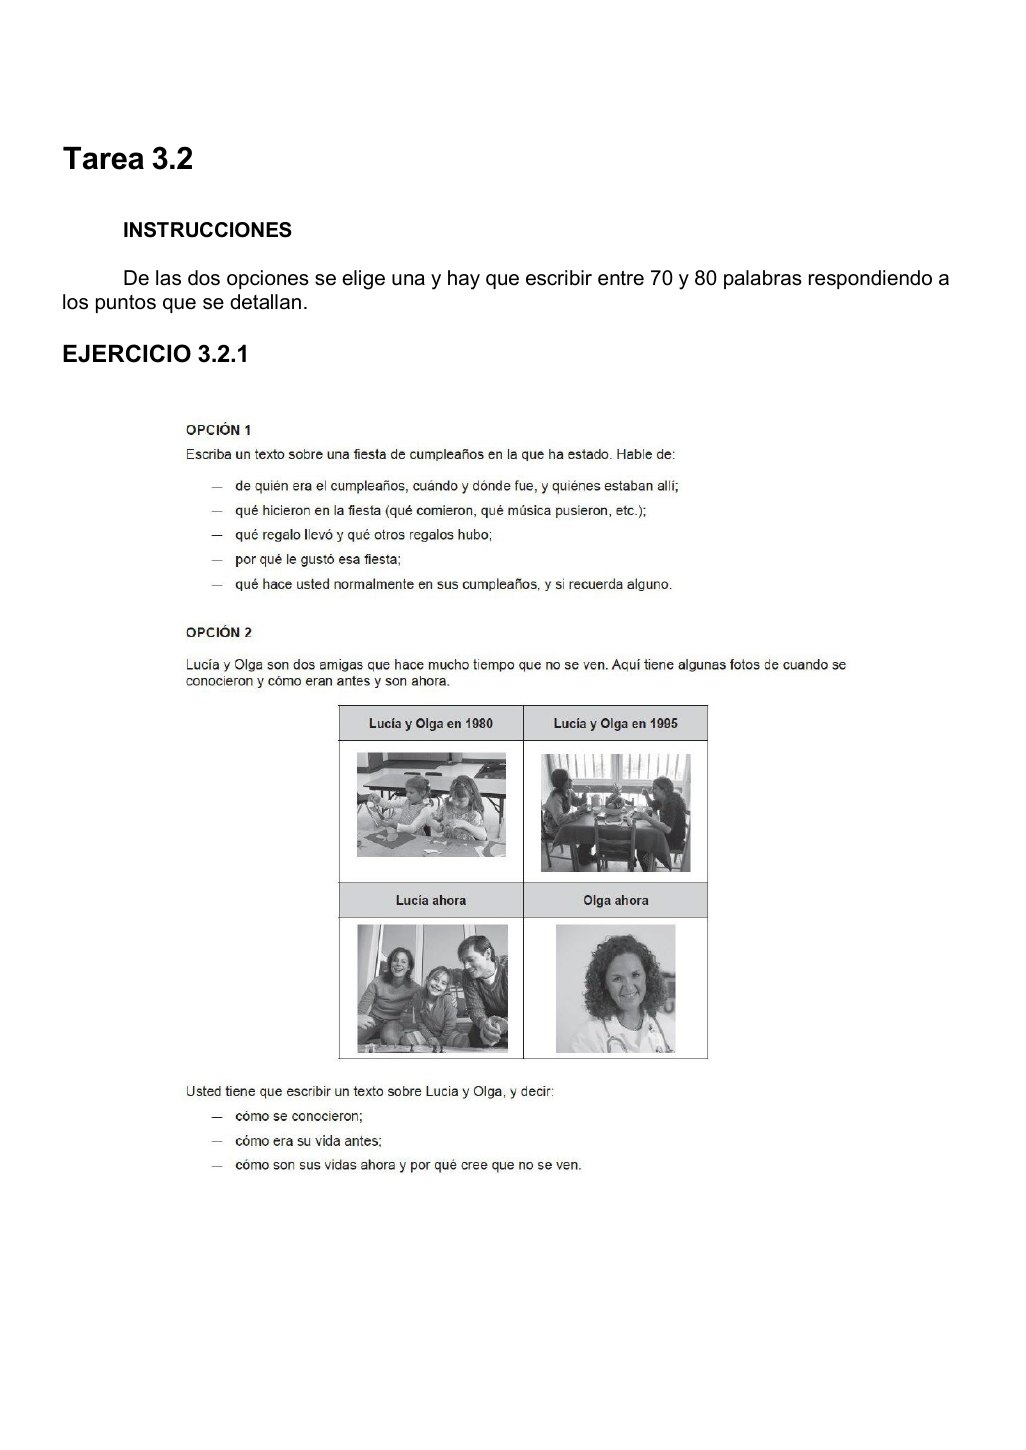 Tarea 3.2
INSTRUCCIONES
De las dos opciones se elige una y hay que escribir entre 70 y 80 palabras respondiendo a
los puntos que se detallan.
EJERCICIO 3.2.1
OPCIÓN 1
Escriba un texto sobre una fiesta de cumpleaños en la que ha estado. Hable de:
— de quién era el cumpleaños, cuándo y dónde fue, y quiénes estaban allí;
— qué hicieron en la fiesta (qué comieron, qué música pusieron, etc.);
— qué regalo llevó y qué otros regalos hubo;
— por qué le gustó esa fiesta;
— qué hace usted normalmente en sus cumpleaños, y si recuerda alguno.
OPCIÓN 2
Lucía y Olga son dos amigas que hace mucho tiempo que no se ven. Aquí tiene algunas fotos de cuando se
conocieron y cómo eran antes y son ahora.
Lucía y Olga en 1980
Lucía y Olga en 1995
Lucía ahora
Olga ahora
Usted tiene que escribir un texto sobre Lucía y Olga, y decir:
— cómo se conocieron;
— cómo era su vida antes;
— cómo son sus vidas ahora y por qué cree que no se ven.